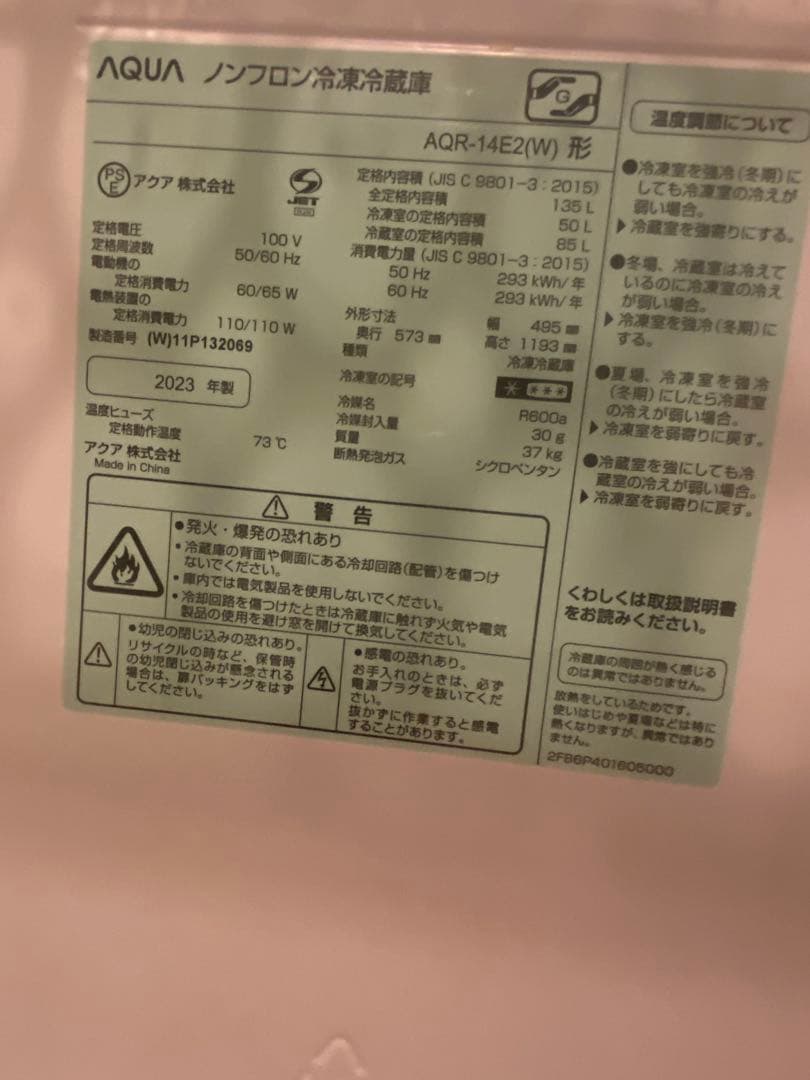 AQUA ノンフロン冷凍冷蔵庫
G
AQR-14E2(W) 形
PS E アクア 株式会社
JET
定格電圧 100 V
定格周波数 50/60 Hz
電動機の
定格消費電力 60/65 W
電熱装置の
定格消費電力 110/110 W
製造番号 (W)11P132069
2023 年製
温度ヒューズ
定格動作温度 73 ℃
アクア 株式会社
Made in China
定格内容積 (JIS C 9801-3 : 2015)
全定格内容積 135 L
冷凍室の定格内容積 50 L
冷蔵室の定格内容積 85 L
消費電力量 (JIS C 9801-3 : 2015)
50 Hz 293 kWh/年
60 Hz 293 kWh/年
外形寸法 幅 495 ㎜
奥行 573 ㎜ 高さ 1193 ㎜
種類 冷凍冷蔵庫
冷凍室の記号
冷媒名 R600a
冷媒封入量 30 g
質量 37 kg
断熱発泡ガス シクロペンタン
警告
●発火・爆発の恐れあり
・冷蔵庫の背面や側面にある冷却回路(配管)を傷つけ
ないでください。
・庫内では電気製品を使用しないでください。
・冷却回路を傷つけたときは冷蔵庫に触れず火気や電気
製品の使用を避け窓を開けて換気してください。
●幼児の閉じ込みの恐れあり。
リサイクルの時など、保管時
の幼児閉じ込みが懸念される
場合は、扉パッキングをはず
してください。
●感電の恐れあり。
お手入れのときは、必ず
電源プラグを抜いてくだ
さい。
抜かずに作業すると感電
することがあります。
温度調節について
●冷凍室を強冷(冬期)に
しても冷凍室の冷えが
弱い場合。
▶冷蔵室を強寄りにする。
●冬場、冷蔵室は冷えて
いるのに冷凍室の冷え
が弱い場合。
▶冷凍室を強冷(冬期)に
する。
●夏場、冷凍室を強冷
(冬期)にしたら冷蔵室
の冷えが弱い場合。
▶冷凍室を弱寄りに戻す。
●冷蔵室を強にしても冷
蔵室の冷えが弱い場合。
▶冷凍室を弱寄りに戻す。
くわしくは取扱説明書
をお読みください。
冷蔵庫の周囲が熱く感じる
のは異常ではありません。
放熱をしているためです。
使いはじめや夏場などは特に
熱くなりますが、異常ではあり
ません。
2FB6P401605000